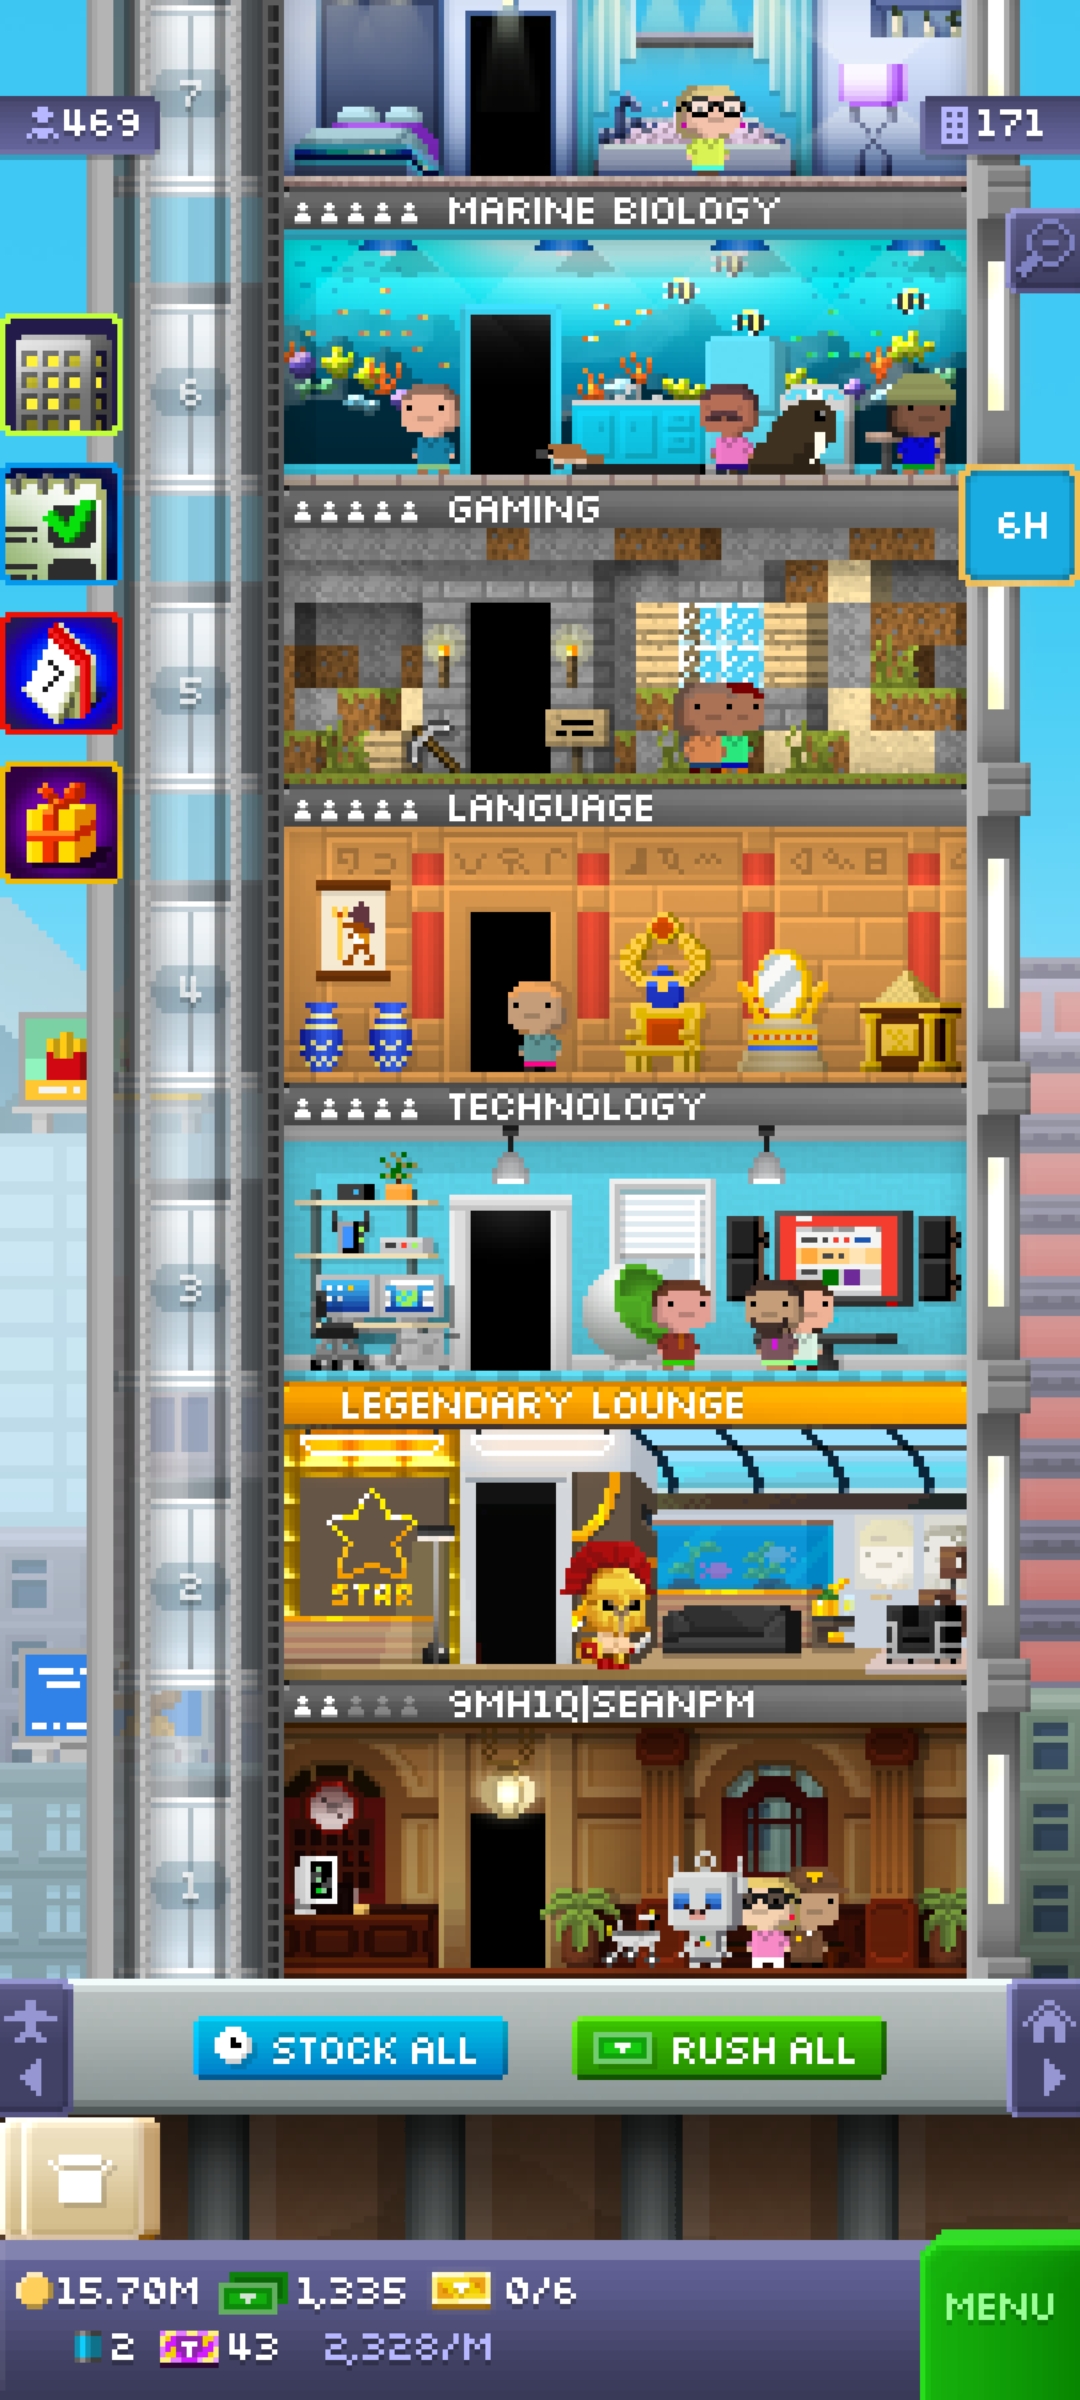 7
469
171
MARINE BIOLOGY
6
GAMING
6H
5
LANGUAGE
4
TECHNOLOGY
3
LEGENDARY LOUNGE
STAR
2
9MH1Q|SEANPM
1
STOCK ALL
RUSH ALL
15.70M
1,335
0/6
MENU
2
43
2,328/M